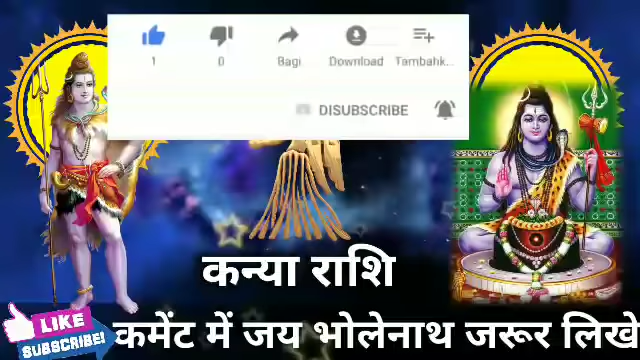 1 0 Bagi Download Tambahk...
DISUBSCRIBE
कन्या राशि
LIKE
SUBSCRIBE!
कमेंट में जय भोलेनाथ जरूर लिखे